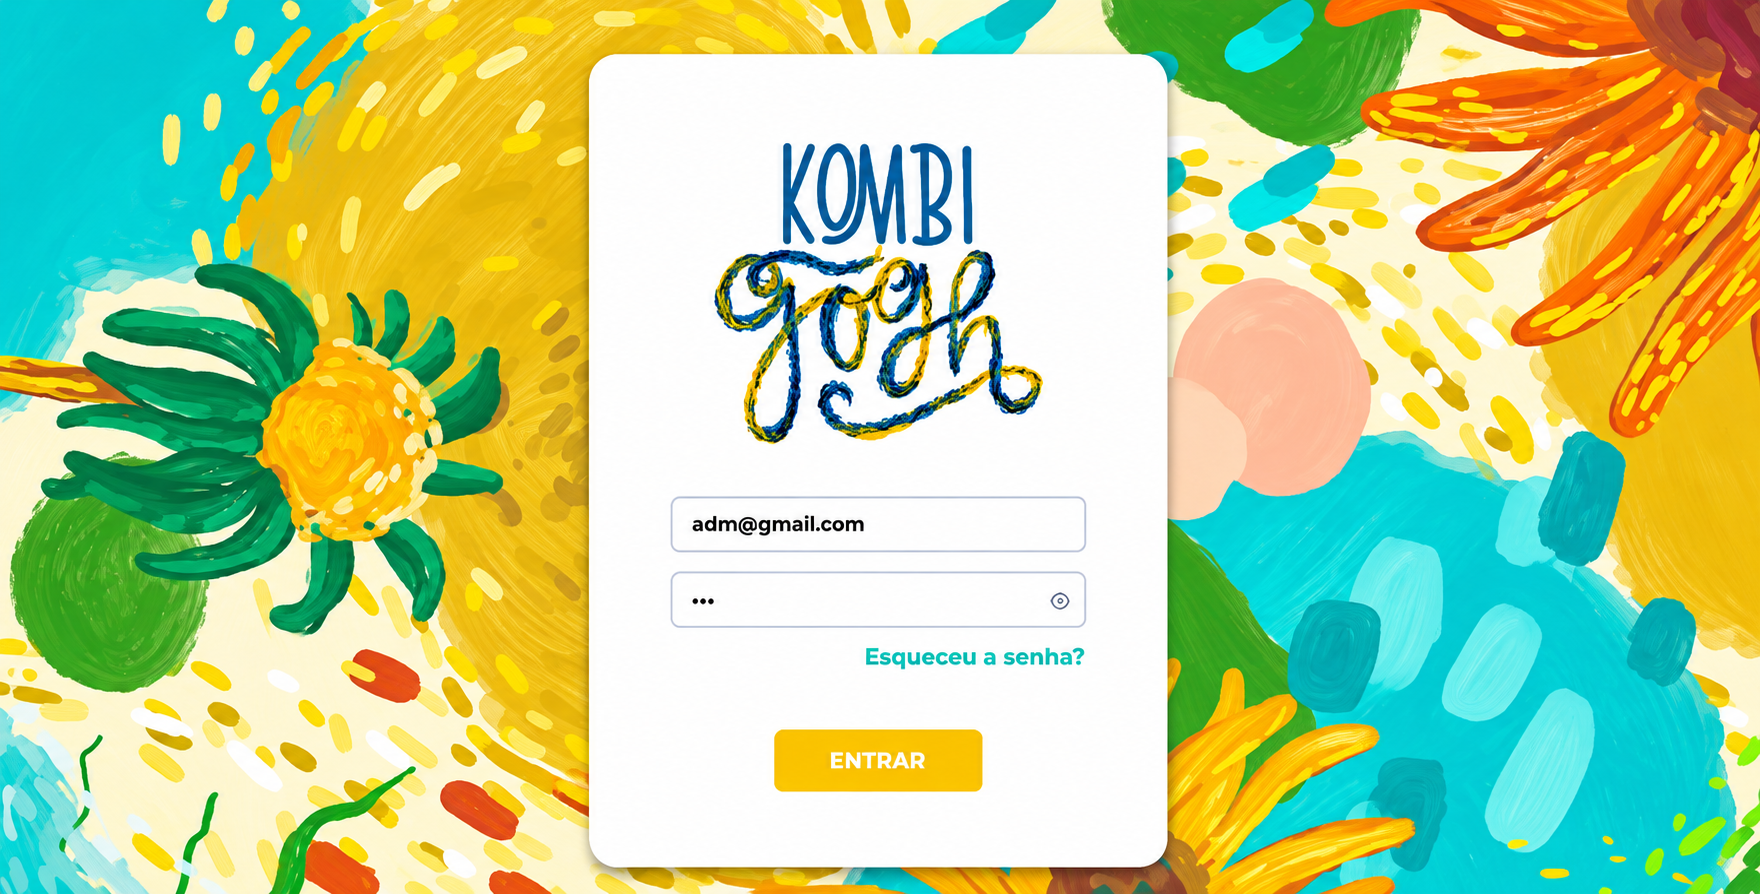 KOMBI
gogh
adm@gmail.com
•••
Esqueceu a senha?
ENTRAR